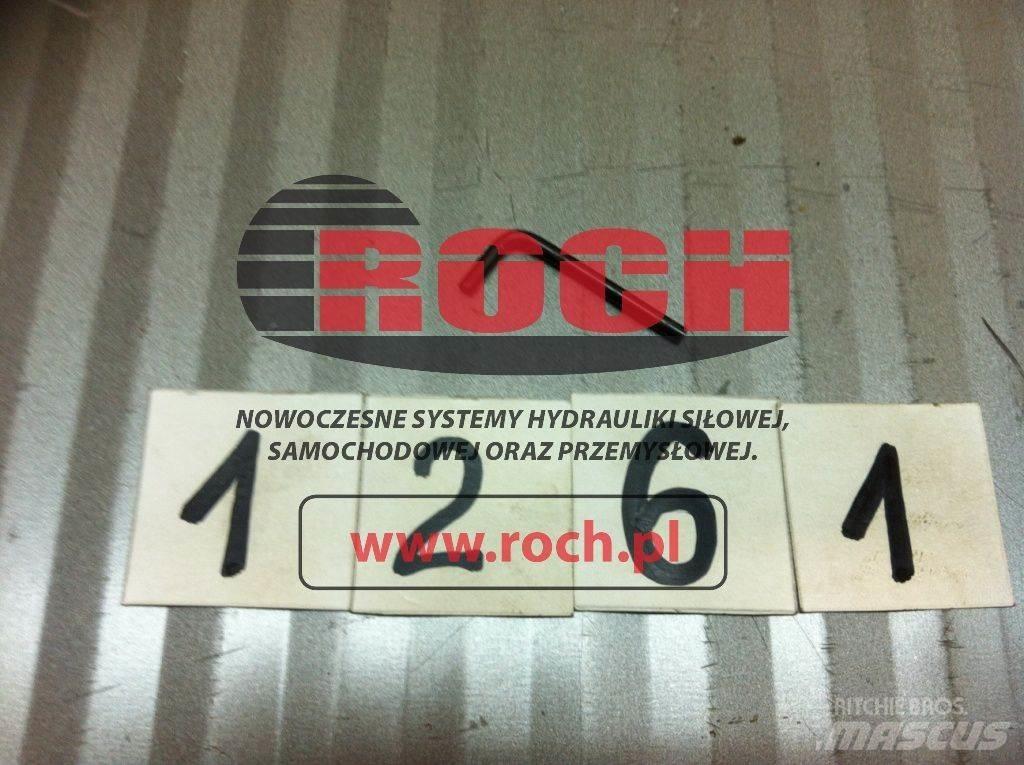 ROCH
NOWOCZESNE SYSTEMY HYDRAULIKI SIŁOWEJ,
SAMOCHODOWEJ ORAZ PRZEMYSŁOWEJ.
www.roch.pl
1 2 6 1
RITCHIE BROS.
MASCUS